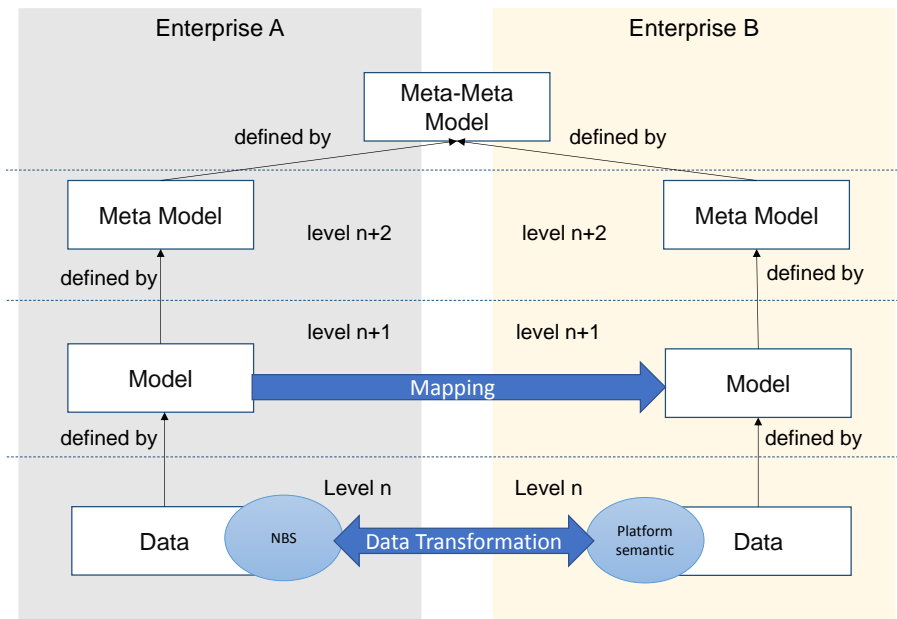 Enterprise A
Enterprise B
Meta-Meta
Model
defined by
defined by
Meta Model
Meta Model
level n+2
level n+2
defined by
defined by
level n+1
level n+1
Model
Mapping
Model
defined by
defined by
Level n
Level n
Data
NBS
Data Transformation
Platform
semantic
Data